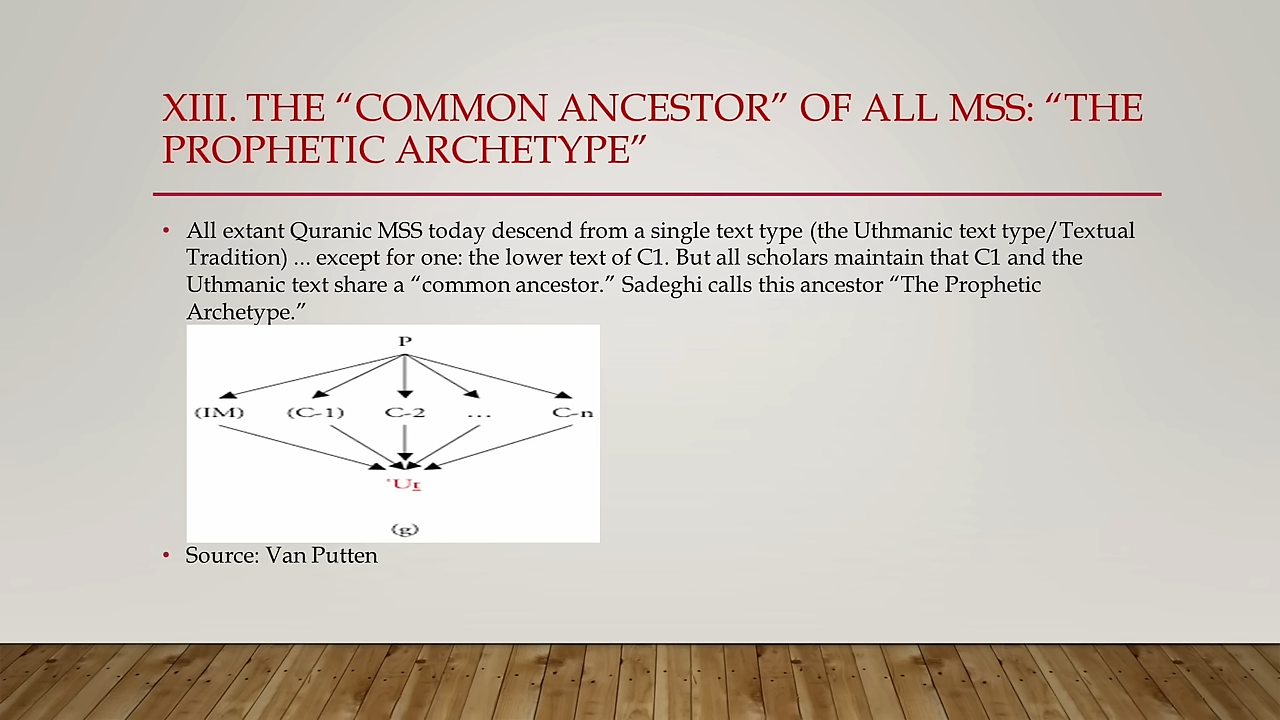 XIII. THE “COMMON ANCESTOR” OF ALL MSS: “THE
PROPHETIC ARCHETYPE”
• All extant Quranic MSS today descend from a single text type (the Uthmanic text type/Textual
Tradition) ... except for one: the lower text of C1. But all scholars maintain that C1 and the
Uthmanic text share a “common ancestor.” Sadeghi calls this ancestor “The Prophetic
Archetype.”
P
(IM) (C-1) C-2 ... C-n
ʿUt
(g)
• Source: Van Putten